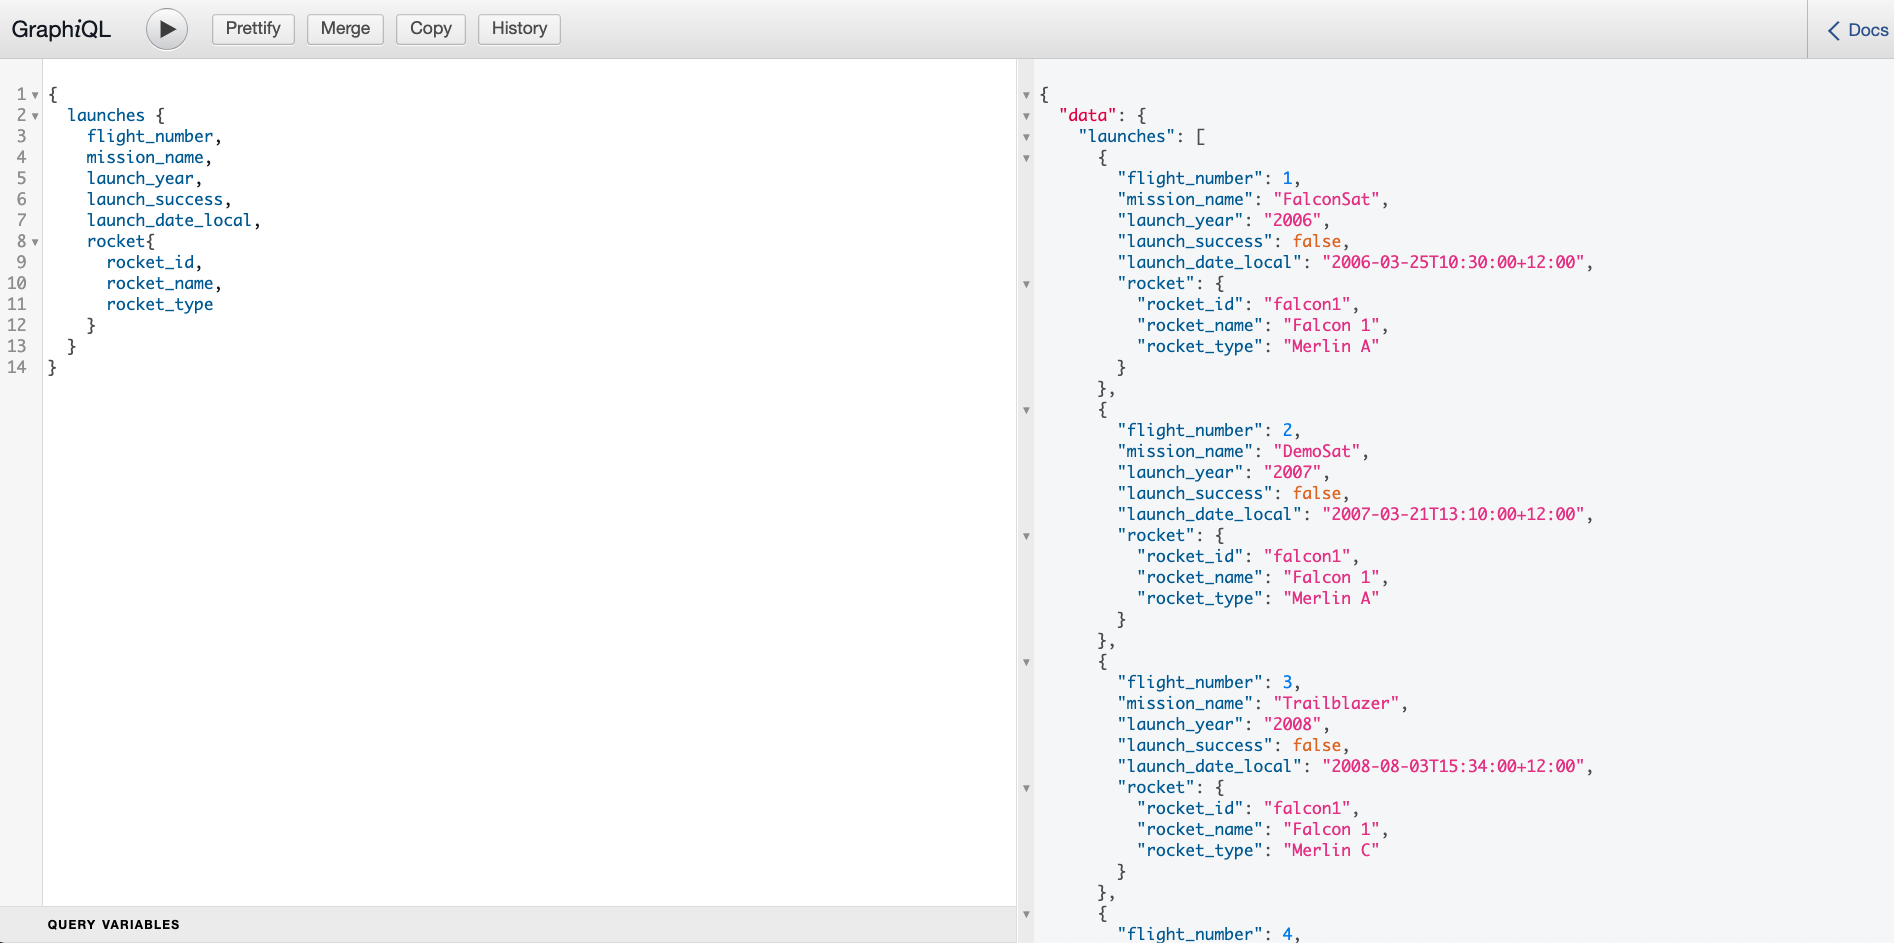 GraphiQL
Prettify
Merge
Copy
History
Docs
1 {
2   launches {
3     flight_number,
4     mission_name,
5     launch_year,
6     launch_success,
7     launch_date_local,
8     rocket{
9       rocket_id,
10       rocket_name,
11       rocket_type
12     }
13   }
14 }
QUERY VARIABLES
{
  "data": {
    "launches": [
      {
        "flight_number": 1,
        "mission_name": "FalconSat",
        "launch_year": "2006",
        "launch_success": false,
        "launch_date_local": "2006-03-25T10:30:00+12:00",
        "rocket": {
          "rocket_id": "falcon1",
          "rocket_name": "Falcon 1",
          "rocket_type": "Merlin A"
        }
      },
      {
        "flight_number": 2,
        "mission_name": "DemoSat",
        "launch_year": "2007",
        "launch_success": false,
        "launch_date_local": "2007-03-21T13:10:00+12:00",
        "rocket": {
          "rocket_id": "falcon1",
          "rocket_name": "Falcon 1",
          "rocket_type": "Merlin A"
        }
      },
      {
        "flight_number": 3,
        "mission_name": "Trailblazer",
        "launch_year": "2008",
        "launch_success": false,
        "launch_date_local": "2008-08-03T15:34:00+12:00",
        "rocket": {
          "rocket_id": "falcon1",
          "rocket_name": "Falcon 1",
          "rocket_type": "Merlin C"
        }
      },
      {
        "flight_number": 4,